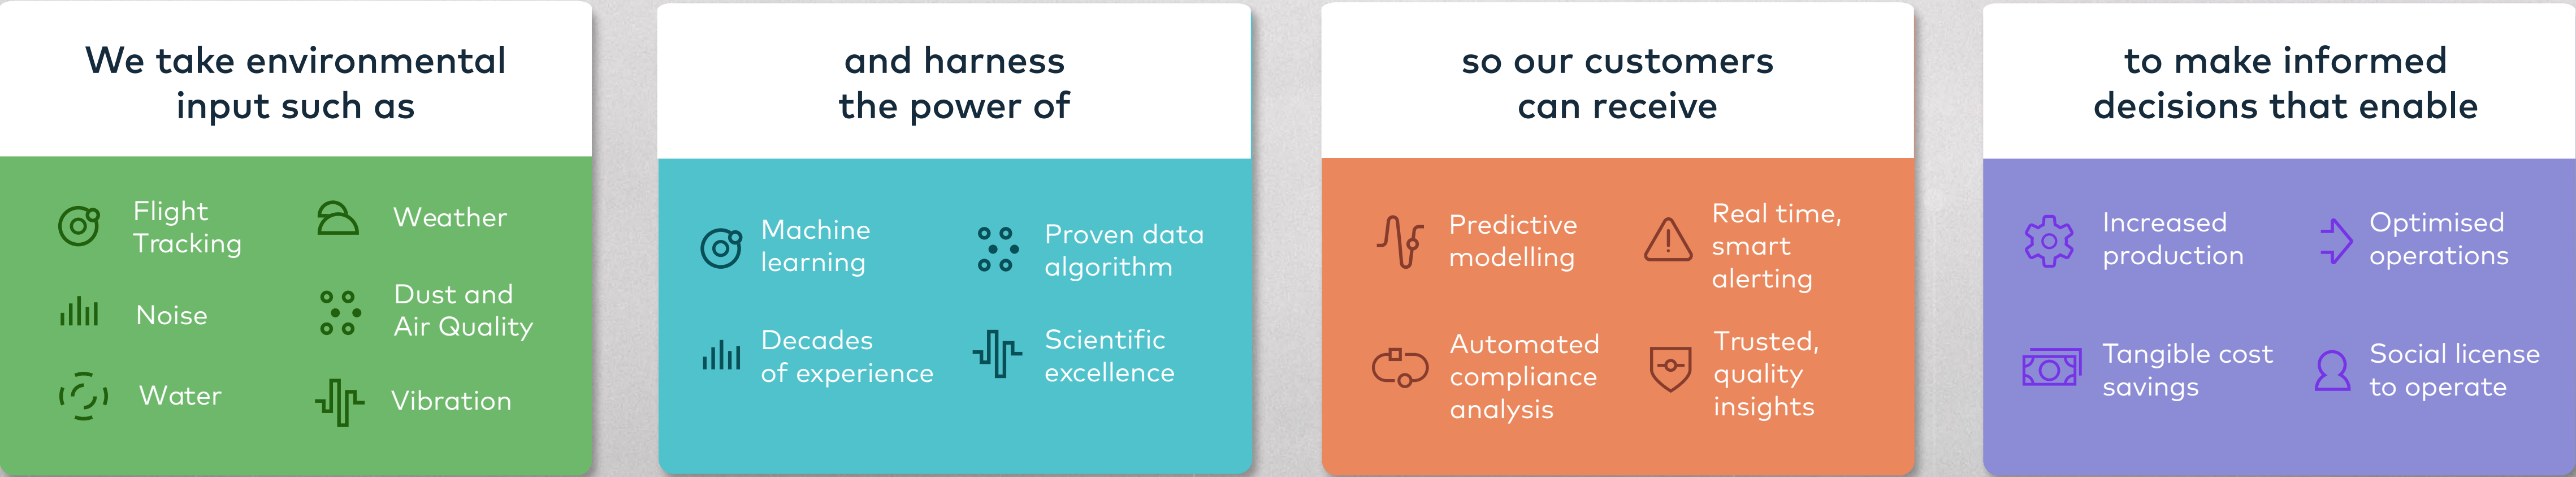 We take environmental
input such as
Flight
Tracking
Weather
Noise
Dust and
Air Quality
Water
Vibration
and harness
the power of
Machine
learning
Proven data
algorithm
Decades
of experience
Scientific
excellence
so our customers
can receive
Predictive
modelling
Real time,
smart
alerting
Automated
compliance
analysis
Trusted,
quality
insights
to make informed
decisions that enable
Increased
production
Optimised
operations
Tangible cost
savings
Social license
to operate